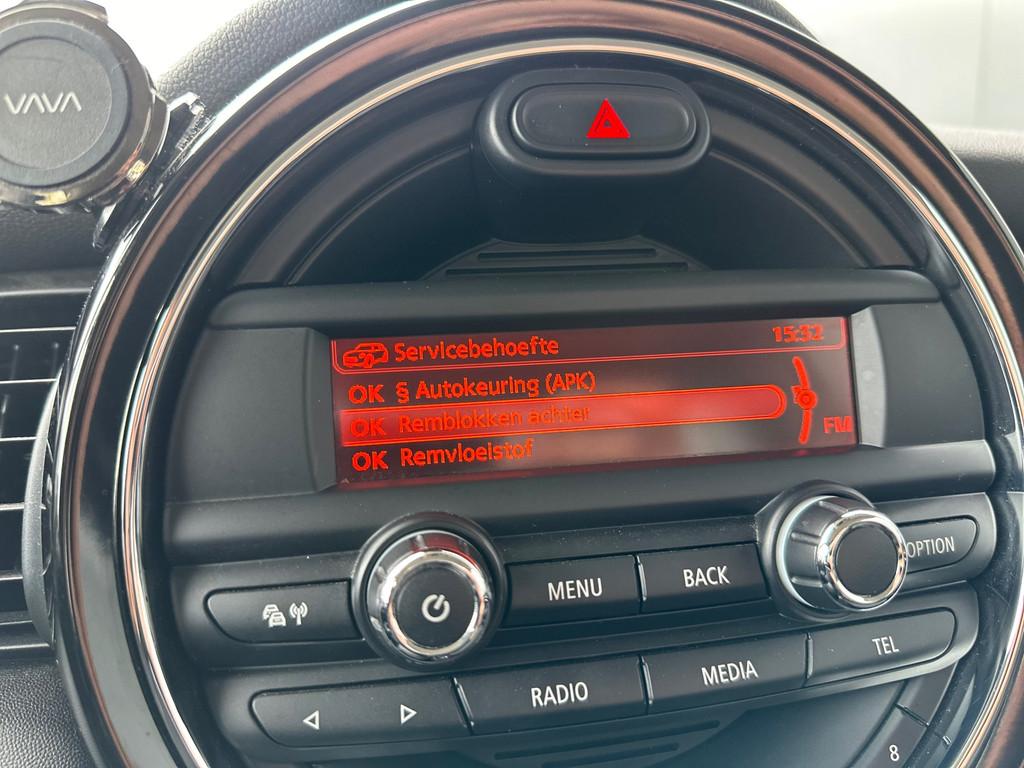 VAVA
Servicebehoefte 15:32
OK § Autokeuring (APK)
OK Remblokken achter
OK Remvloeistof
FM
MENU
BACK
OPTION
RADIO
MEDIA
TEL
8